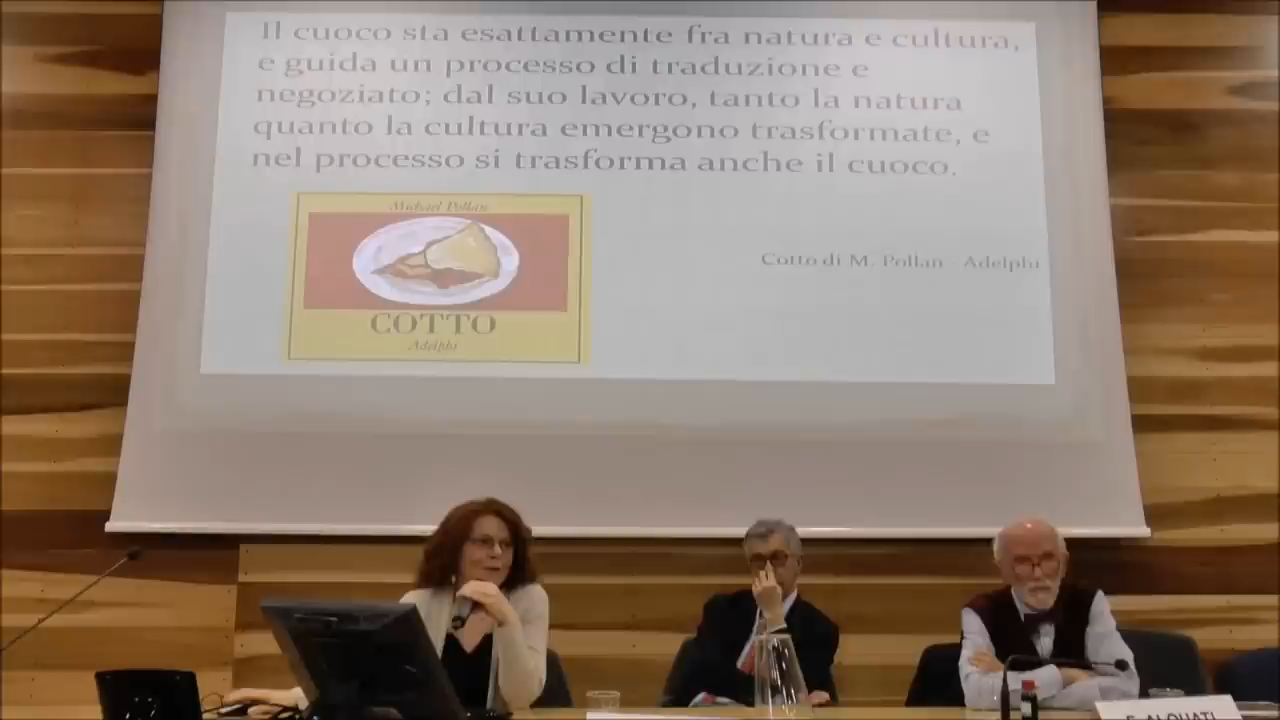 Il cuoco sta esattamente fra natura e cultura,
e guida un processo di traduzione e
negoziato; dal suo lavoro, tanto la natura
quanto la cultura emergono trasformate, e
nel processo si trasforma anche il cuoco.
Michael Pollan
COTTO
Adelphi
Cotto di M. Pollan - Adelphi
ALQUATI